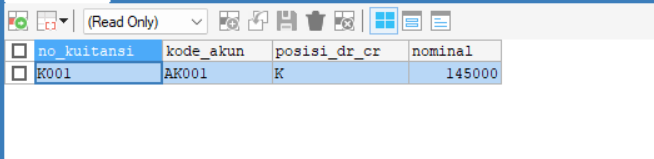 (Read Only)
no_kuitansi kode_akun posisi_dr_cr nominal
K001 AK001 K 145000